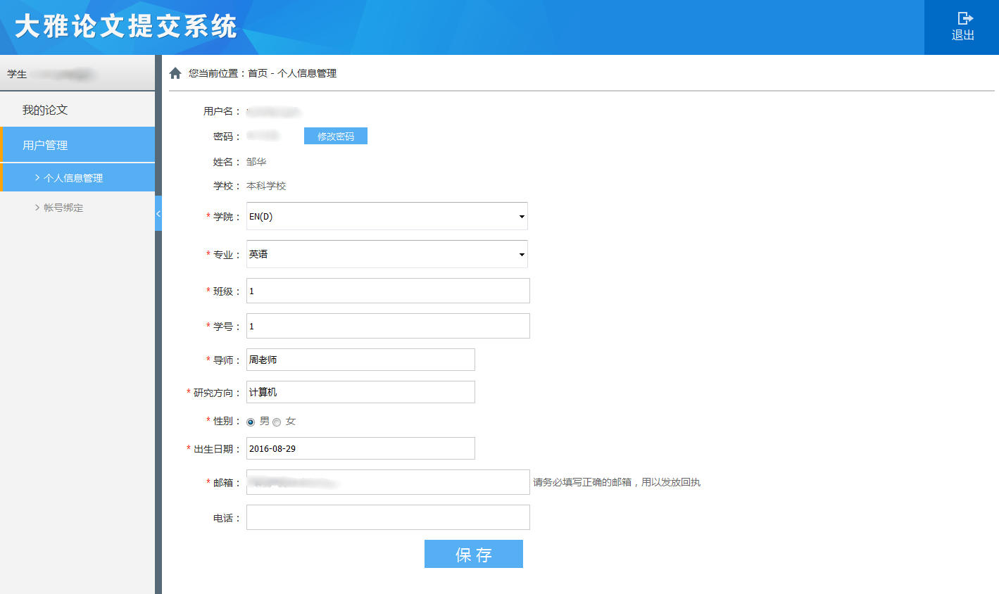 大雅论文提交系统
退出
学生
您当前位置：首页 - 个人信息管理
我的论文
用户管理
> 个人信息管理
> 帐号绑定
用户名：
密码： 修改密码
姓名： 邹华
学校： 本科学校
* 学院： EN(D)
* 专业： 英语
* 班级： 1
* 学号： 1
* 导师： 周老师
* 研究方向： 计算机
* 性别： 男 女
* 出生日期： 2016-08-29
* 邮箱： 请务必填写正确的邮箱，用以发放回执
电话：
保 存